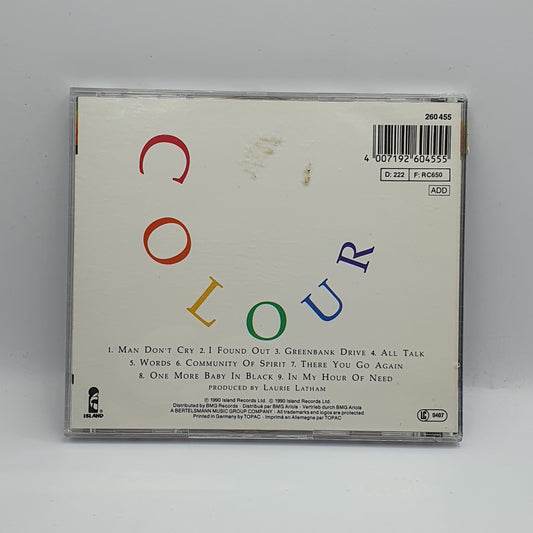 260 455
4 007192 604555
D: 222 F: RC650
ADD
COLOUR
1. MAN DON'T CRY 2. I FOUND OUT 3. GREENBANK DRIVE 4. ALL TALK
5. WORDS 6. COMMUNITY OF SPIRIT 7. THERE YOU GO AGAIN
8. ONE MORE BABY IN BLACK 9. IN MY HOUR OF NEED
PRODUCED BY LAURIE LATHAM
℗ 1990 Island Records Ltd. © 1990 Island Records Ltd.
Distributed by BMG Records · Distribué par BMG Ariola · Vertrieb durch BMG Ariola
A BERTELSMANN MUSIC GROUP COMPANY · All trademarks and logos are protected
Printed in Germany by TOPAC · Imprimé en Allemagne par TOPAC
ISLAND
LC 0407